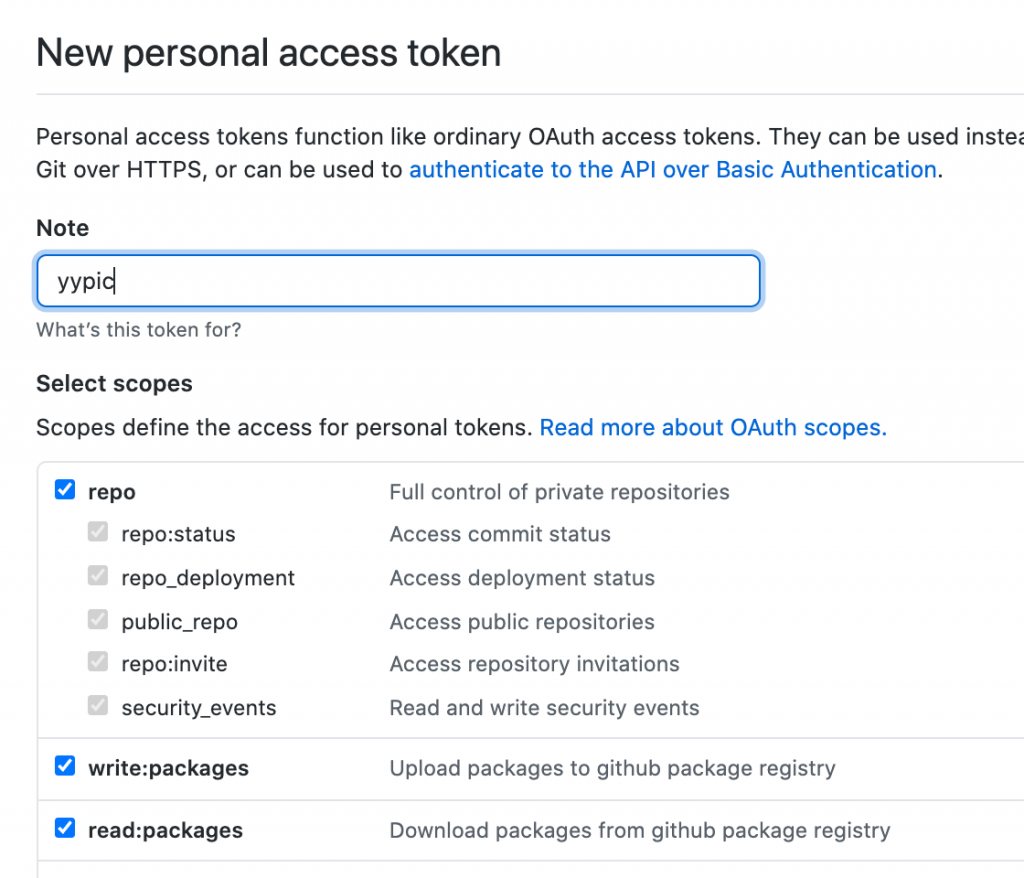 New personal access token
Personal access tokens function like ordinary OAuth access tokens. They can be used
Git over HTTPS, or can be used to authenticate to the API over Basic Authentication.
Note
yypic
What's this token for?
Select scopes
Scopes define the access for personal tokens. Read more about OAuth scopes.
repo Full control of private repositories
repo:status Access commit status
repo_deployment Access deployment status
public_repo Access public repositories
repo:invite Access repository invitations
security_events Read and write security events
write:packages Upload packages to github package registry
read:packages Download packages from github package registry